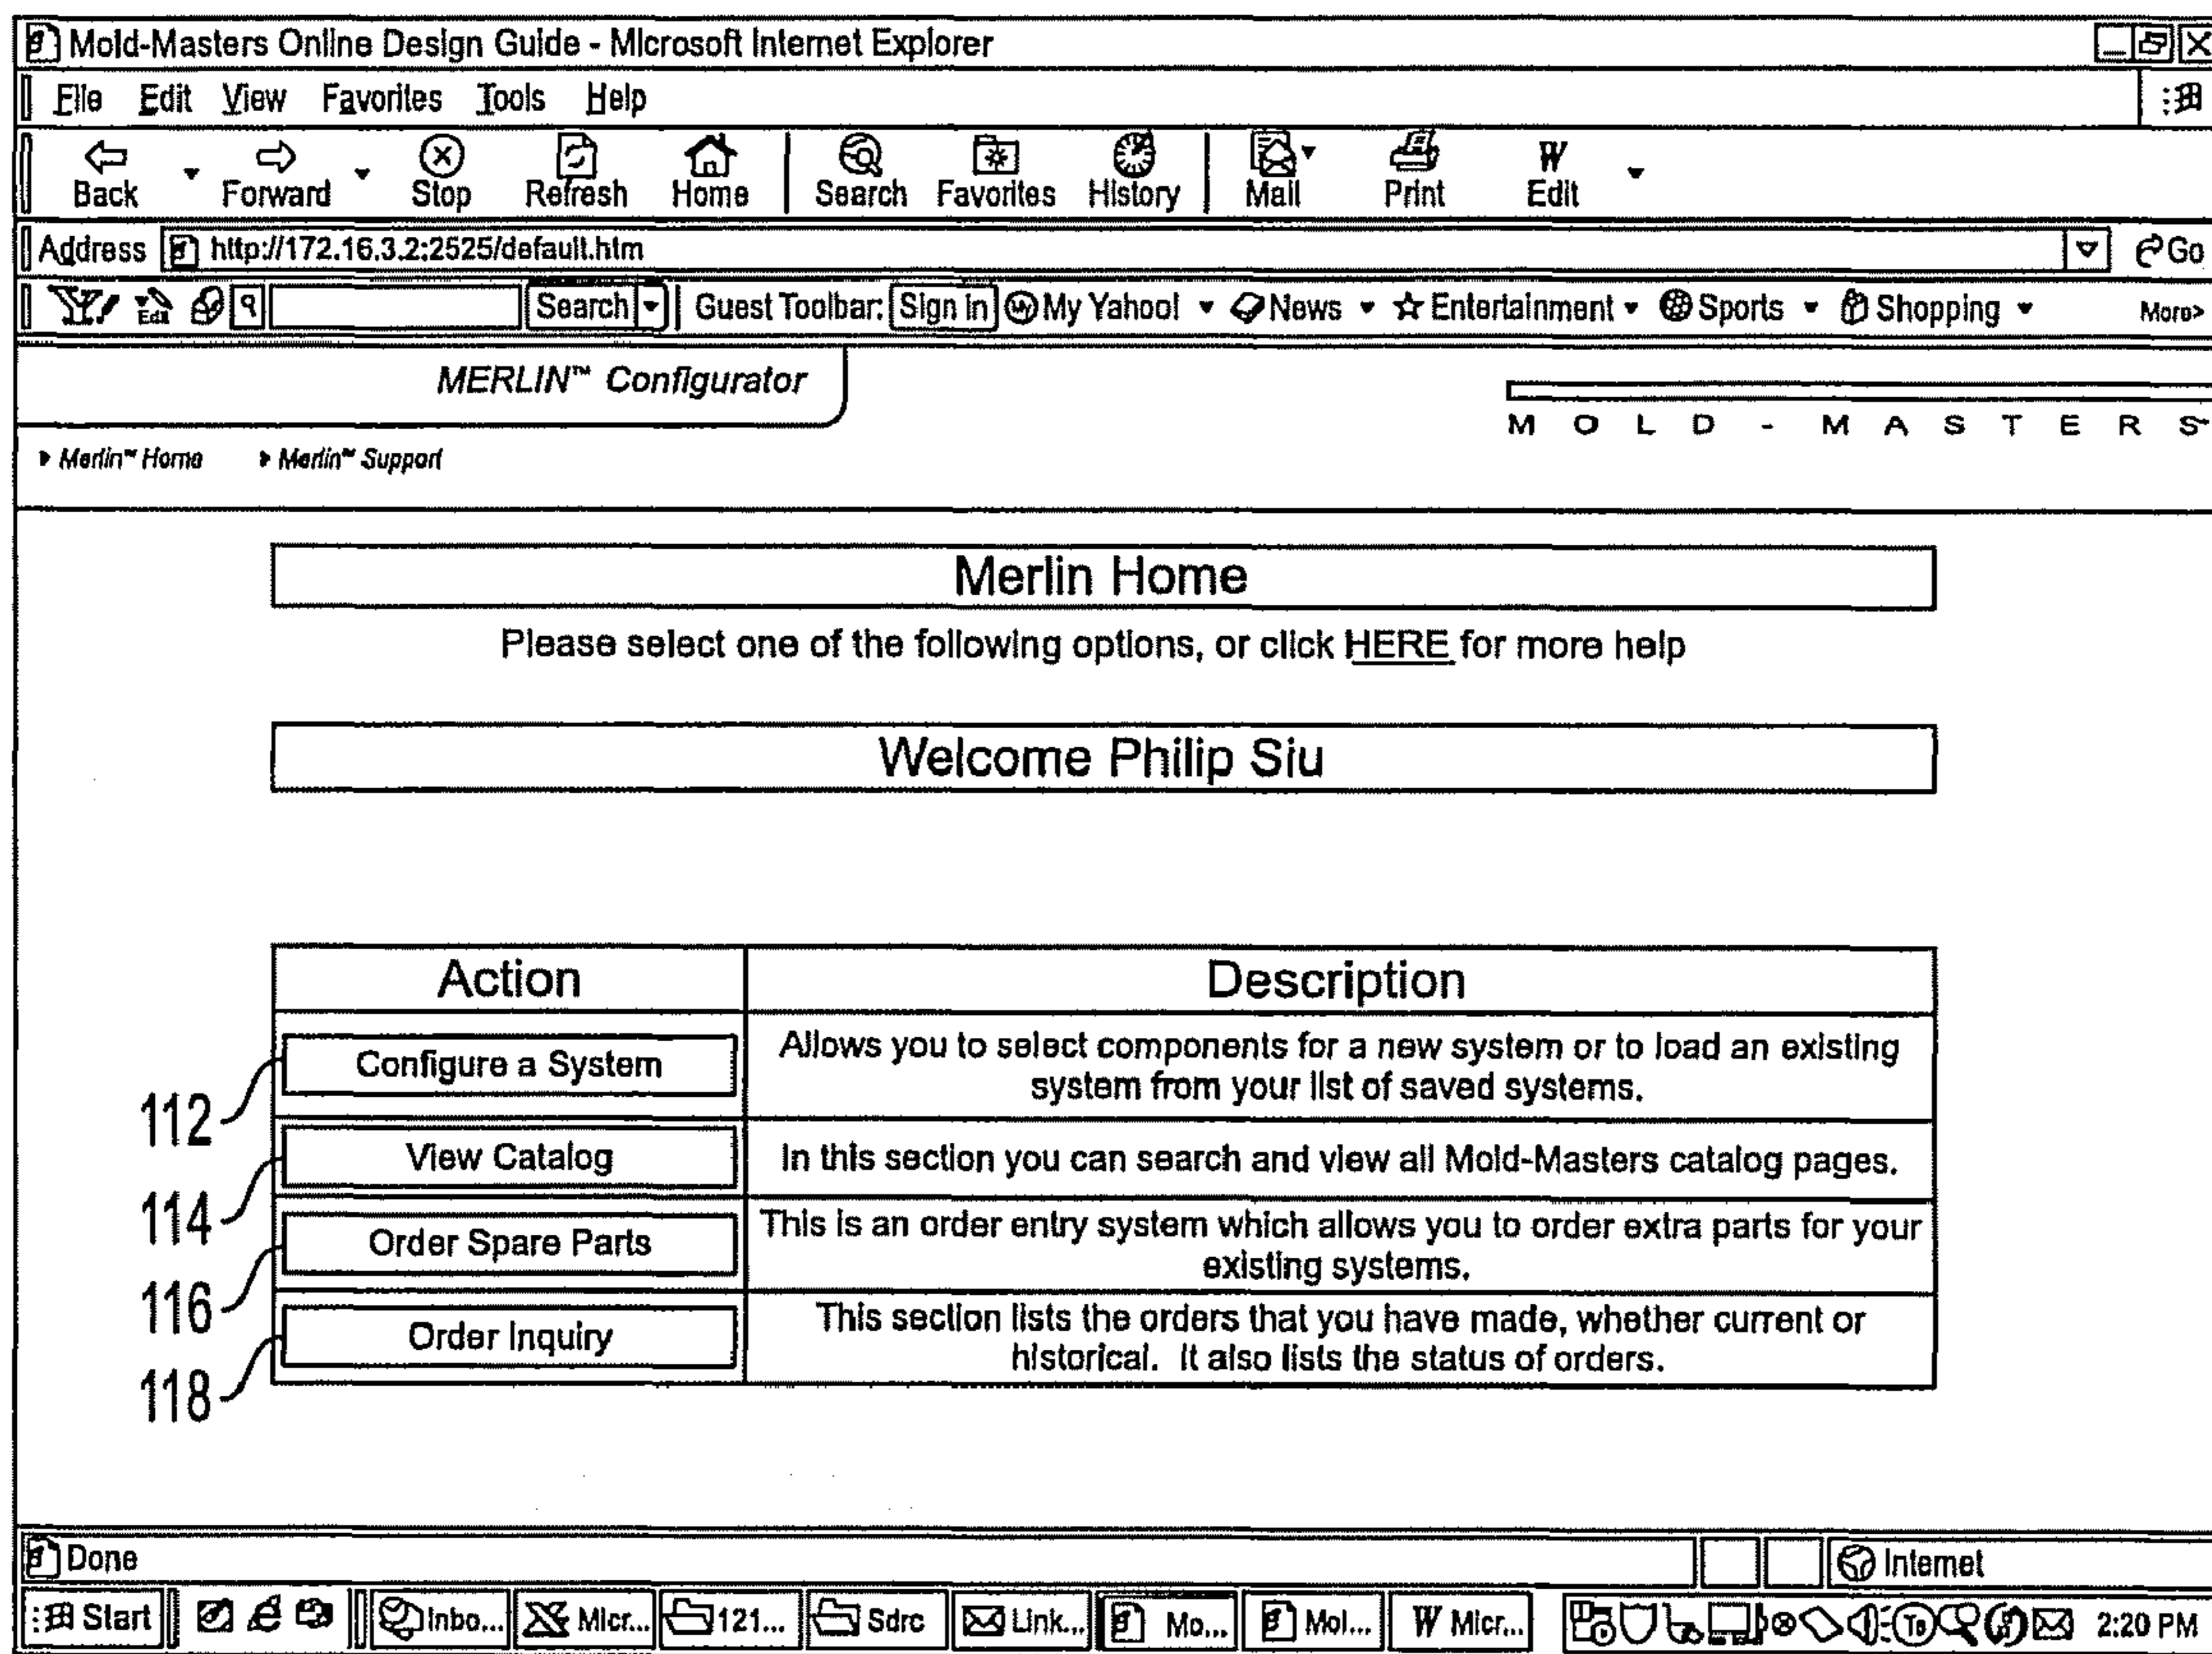 Mold-Masters Online Design Guide - Microsoft Internet Explorer
File Edit View Favorites Tools Help
Back Forward Stop Refresh Home Search Favorites History Mail Print Edit
Address http://172.16.3.2:2525/default.htm Go
Y! Edit Search Guest Toolbar: Sign In My Yahoo! News Entertainment Sports Shopping More>
MERLIN™ Configurator
MOLD-MASTERS
Merlin™ Home Merlin™ Support
Merlin Home
Please select one of the following options, or click HERE for more help
Welcome Philip Siu
Action Description
Configure a System
Allows you to select components for a new system or to load an existing
system from your list of saved systems.
112
View Catalog In this section you can search and view all Mold-Masters catalog pages.
114
Order Spare Parts
This is an order entry system which allows you to order extra parts for your
existing systems.
116
Order Inquiry
This section lists the orders that you have made, whether current or
historical. It also lists the status of orders.
118
Done Internet
Start Inbo... Micr... 121... Sdrc Link... Mo... Mol... W Micr... 2:20 PM